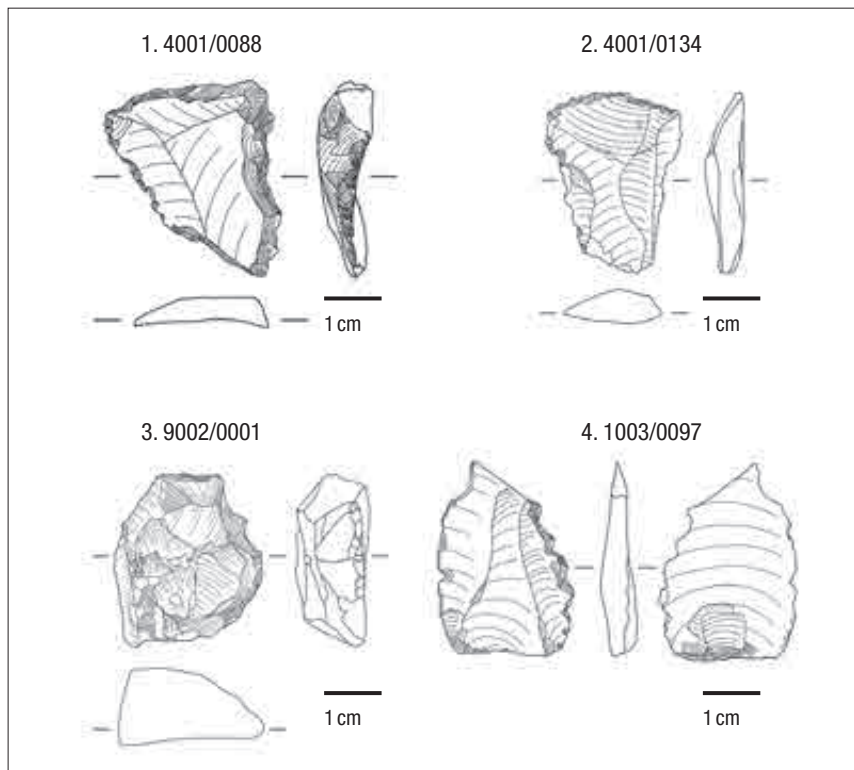 1. 4001/0088
2. 4001/0134
1 cm
1 cm
3. 9002/0001
4. 1003/0097
1 cm
1 cm